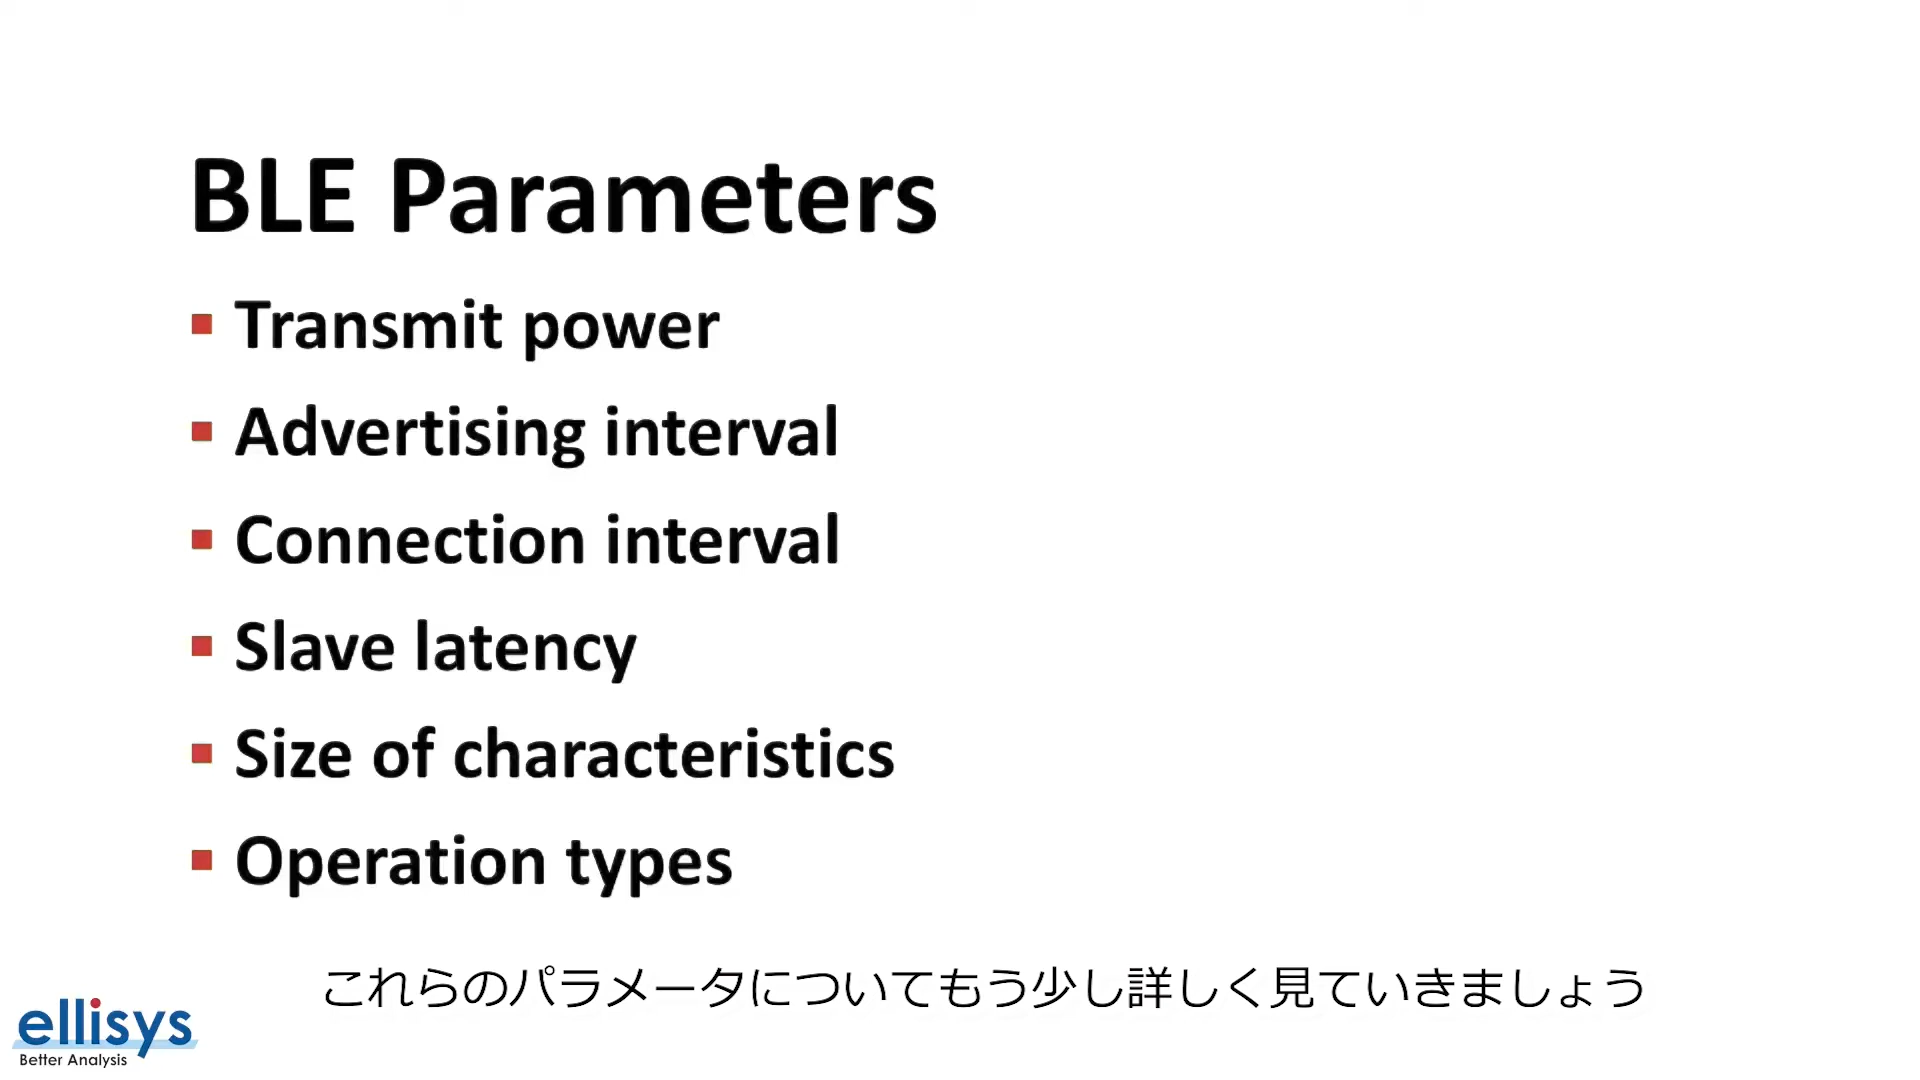 BLE Parameters
Transmit power
Advertising interval
Connection interval
Slave latency
Size of characteristics
Operation types
これらのパラメータについてもう少し詳しく見ていきましょう
ellisys
Better Analysis